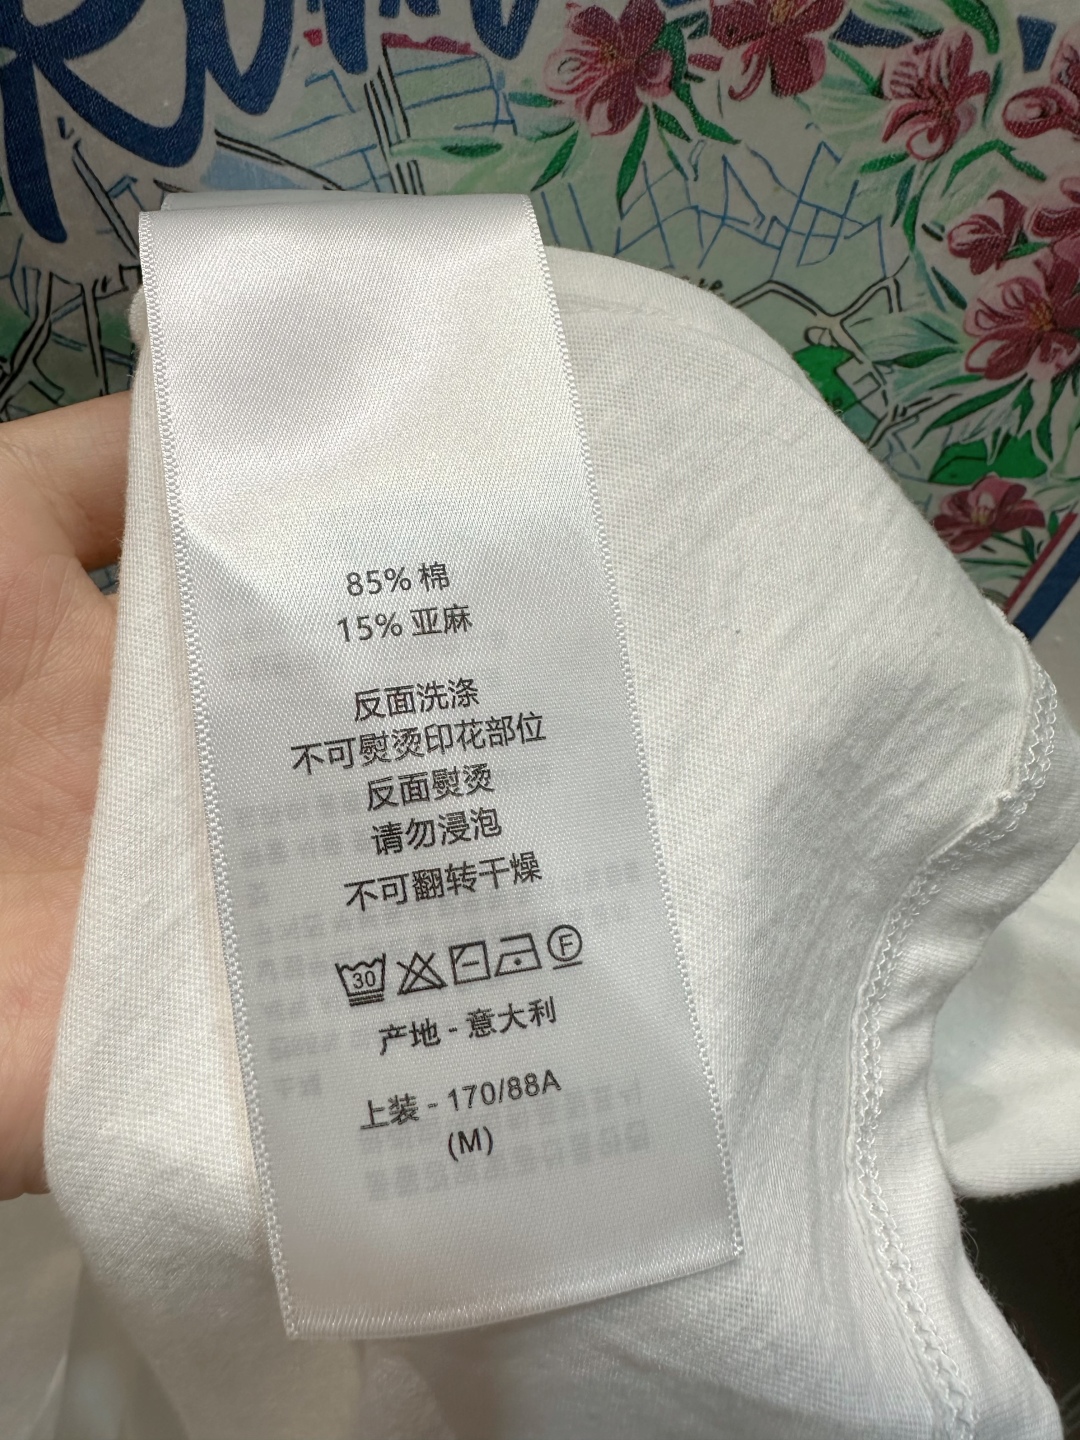 85% 棉
15% 亚麻
反面洗涤
不可熨烫印花部位
反面熨烫
请勿浸泡
不可翻转干燥
30
F
产地 - 意大利
上装 - 170/88A
(M)